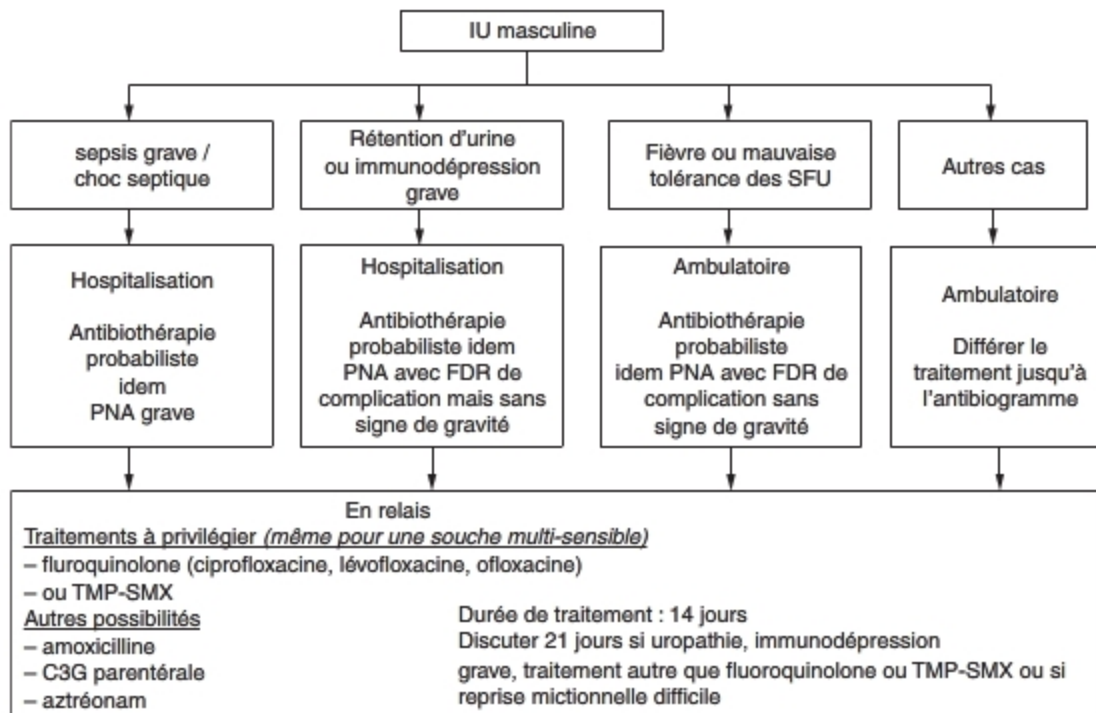 IU masculine
sepsis grave /
choc septique
Rétention d'urine
ou immunodépression
grave
Fièvre ou mauvaise
tolérance des SFU
Autres cas
Hospitalisation
Antibiothérapie
probabiliste
idem
PNA grave
Hospitalisation
Antibiothérapie
probabiliste idem
PNA avec FDR de
complication mais sans
signe de gravité
Ambulatoire
Antibiothérapie
probabiliste
idem PNA avec FDR de
complication sans
signe de gravité
Ambulatoire
Différer le
traitement jusqu'à
l'antibiogramme
En relais
Traitements à privilégier (même pour une souche multi-sensible)
– fluroquinolone (ciprofloxacine, lévofloxacine, ofloxacine)
– ou TMP-SMX
Autres possibilités
– amoxicilline
– C3G parentérale
– aztréonam
Durée de traitement : 14 jours
Discuter 21 jours si uropathie, immunodépression
grave, traitement autre que fluoroquinolone ou TMP-SMX ou si
reprise mictionnelle difficile